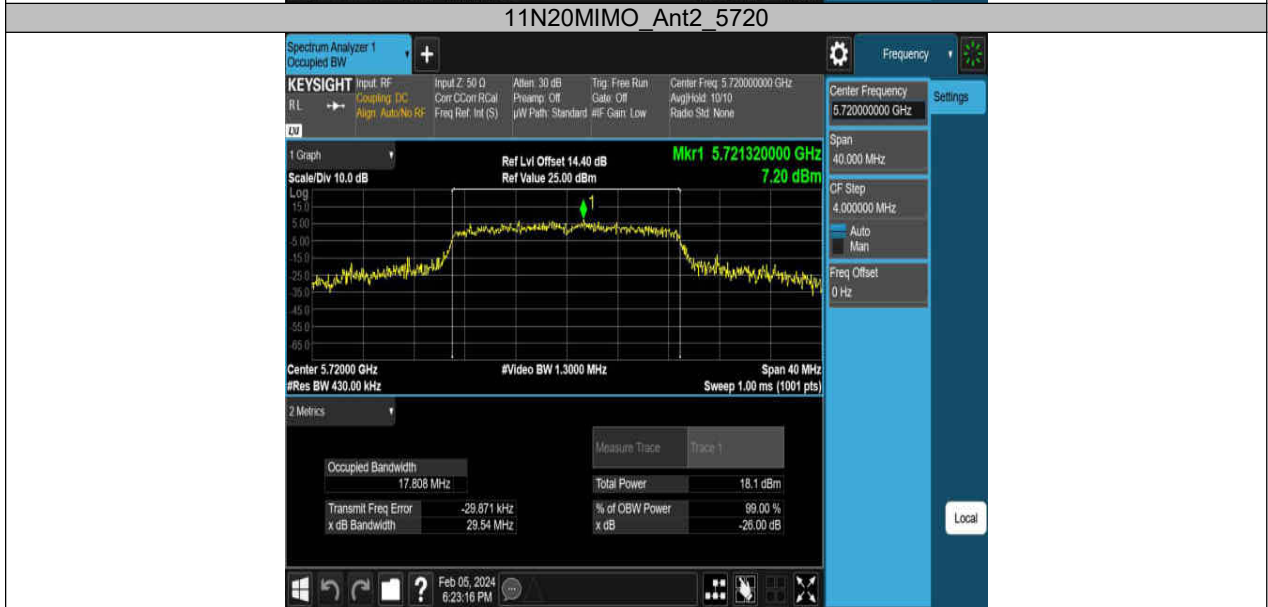 11N20MIMO_Ant2_5720
Spectrum Analyzer 1
Occupied BW
+
Frequency
KEYSIGHT
RL
LXI
Input: RF
Coupling: DC
Align: Auto/No RF
Input Z: 50 Ω
Corr CCorr RCal
Freq Ref: Int (S)
Atten: 30 dB
Preamp: Off
µW Path: Standard
Trig: Free Run
Gate: Off
#IF Gain: Low
Center Freq: 5.720000000 GHz
Avg|Hold: 10/10
Radio Std: None
Center Frequency
5.720000000 GHz
Settings
Span
40.000 MHz
CF Step
4.000000 MHz
Auto
Man
Freq Offset
0 Hz
Local
1 Graph
Scale/Div 10.0 dB
Ref Lvl Offset 14.40 dB
Ref Value 25.00 dBm
Mkr1 5.721320000 GHz
7.20 dBm
Log
15.0
5.00
-5.00
-15.0
-25.0
-35.0
-45.0
-55.0
-65.0
1
Center 5.72000 GHz
#Video BW 1.3000 MHz
Span 40 MHz
#Res BW 430.00 kHz
Sweep 1.00 ms (1001 pts)
2 Metrics
Measure Trace
Trace 1
Occupied Bandwidth
17.808 MHz
Total Power
18.1 dBm
Transmit Freq Error
-29.871 kHz
% of OBW Power
99.00 %
x dB Bandwidth
29.54 MHz
x dB
-26.00 dB
?
Feb 05, 2024
6:23:16 PM